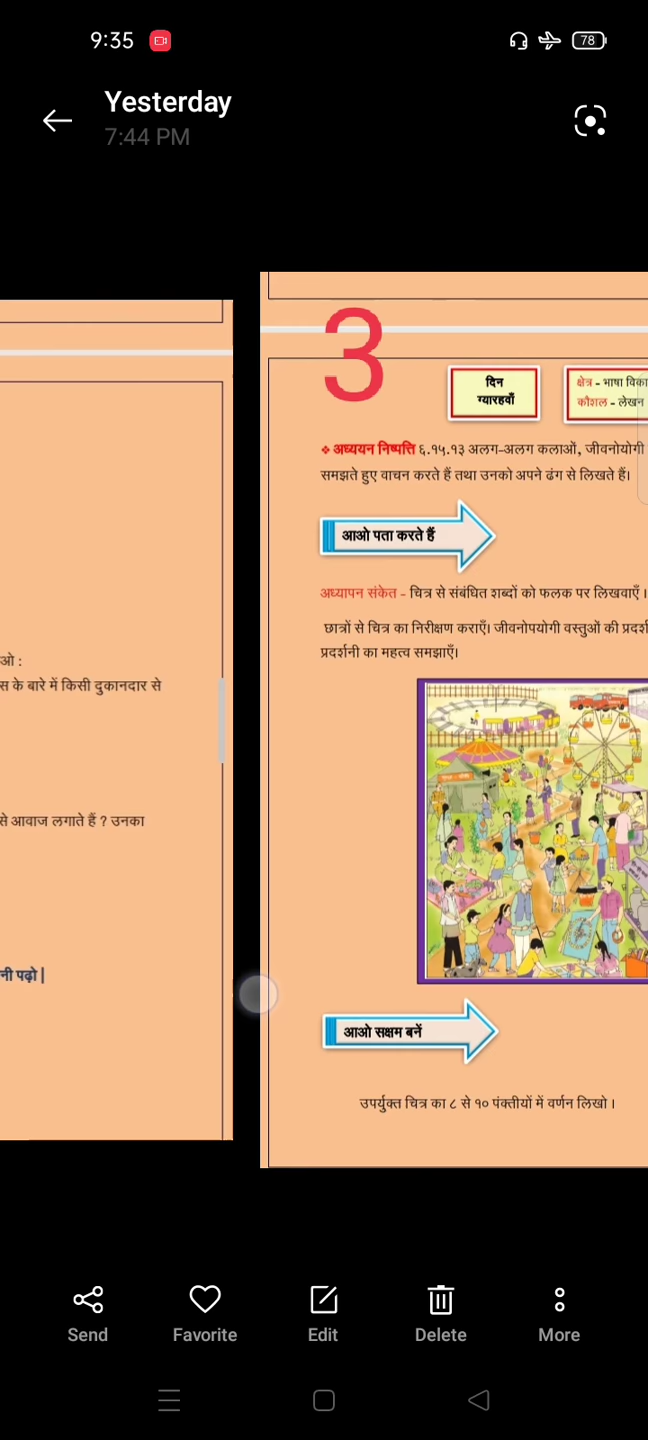 9:35
78
Yesterday
7:44 PM
ओ :
स के बारे में किसी दुकानदार से
से आवाज लगाते हैं ? उनका
नी पढ़ो |
3
दिन
ग्यारहवाँ
क्षेत्र - भाषा विका
कौशल - लेखन
❖ अध्ययन निष्पत्ति ६.१५.१३ अलग-अलग कलाओं, जीवनोयोगी
समझते हुए वाचन करते हैं तथा उनको अपने ढंग से लिखते हैं।
आओ पता करते हैं
अध्यापन संकेत - चित्र से संबंधित शब्दों को फलक पर लिखवाएँ ।
छात्रों से चित्र का निरीक्षण कराएँ। जीवनोपयोगी वस्तुओं की प्रदर्श
प्रदर्शनी का महत्व समझाएँ।
आओ सक्षम बनें
उपर्युक्त चित्र का ८ से १० पंक्तीयों में वर्णन लिखो ।
Send
Favorite
Edit
Delete
More